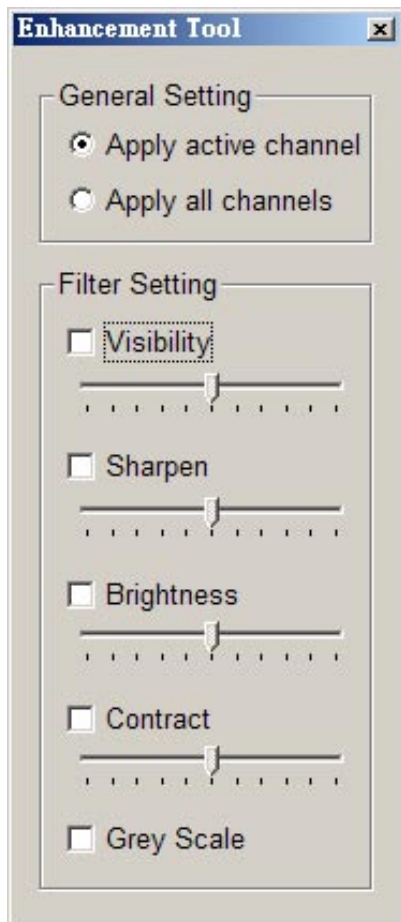 Enhancement Tool
General Setting
Apply active channel
Apply all channels
Filter Setting
Visibility
Sharpen
Brightness
Contract
Grey Scale